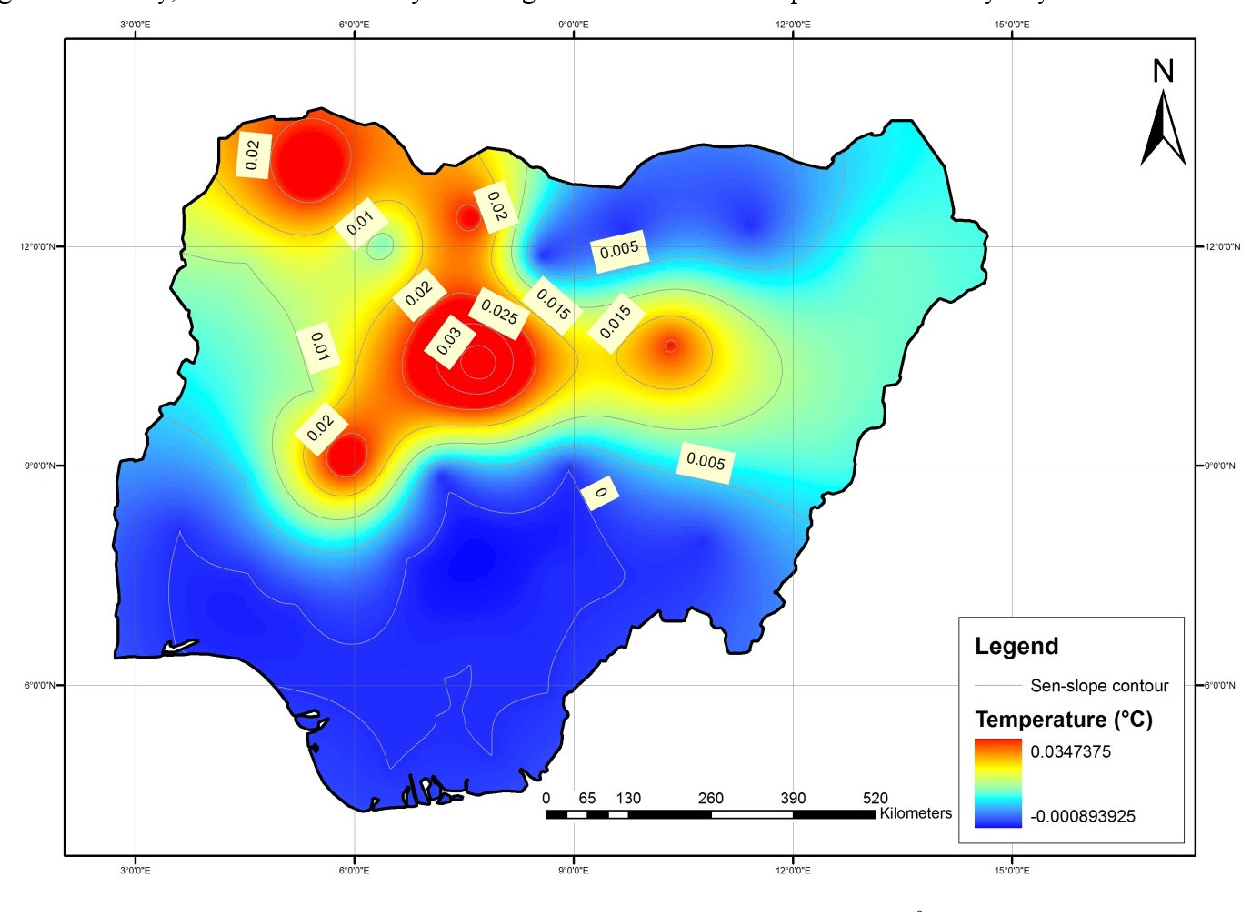 3°0'0"E 6°0'0"E 9°0'0"E 12°0'0"E 15°0'0"E
N
0.02
0.02
0.01
12°0'0"N 0.005 12°0'0"N
0.02
0.025
0.015
0.015
0.03
0.01
0.02
9°0'0"N 0.005 9°0'0"N
0
Legend
Sen-slope contour
6°0'0"N 6°0'0"N
Temperature (°C)
0.0347375
-0.000893925
0 65 130 260 390 520
Kilometers
3°0'0"E 6°0'0"E 9°0'0"E 12°0'0"E 15°0'0"E